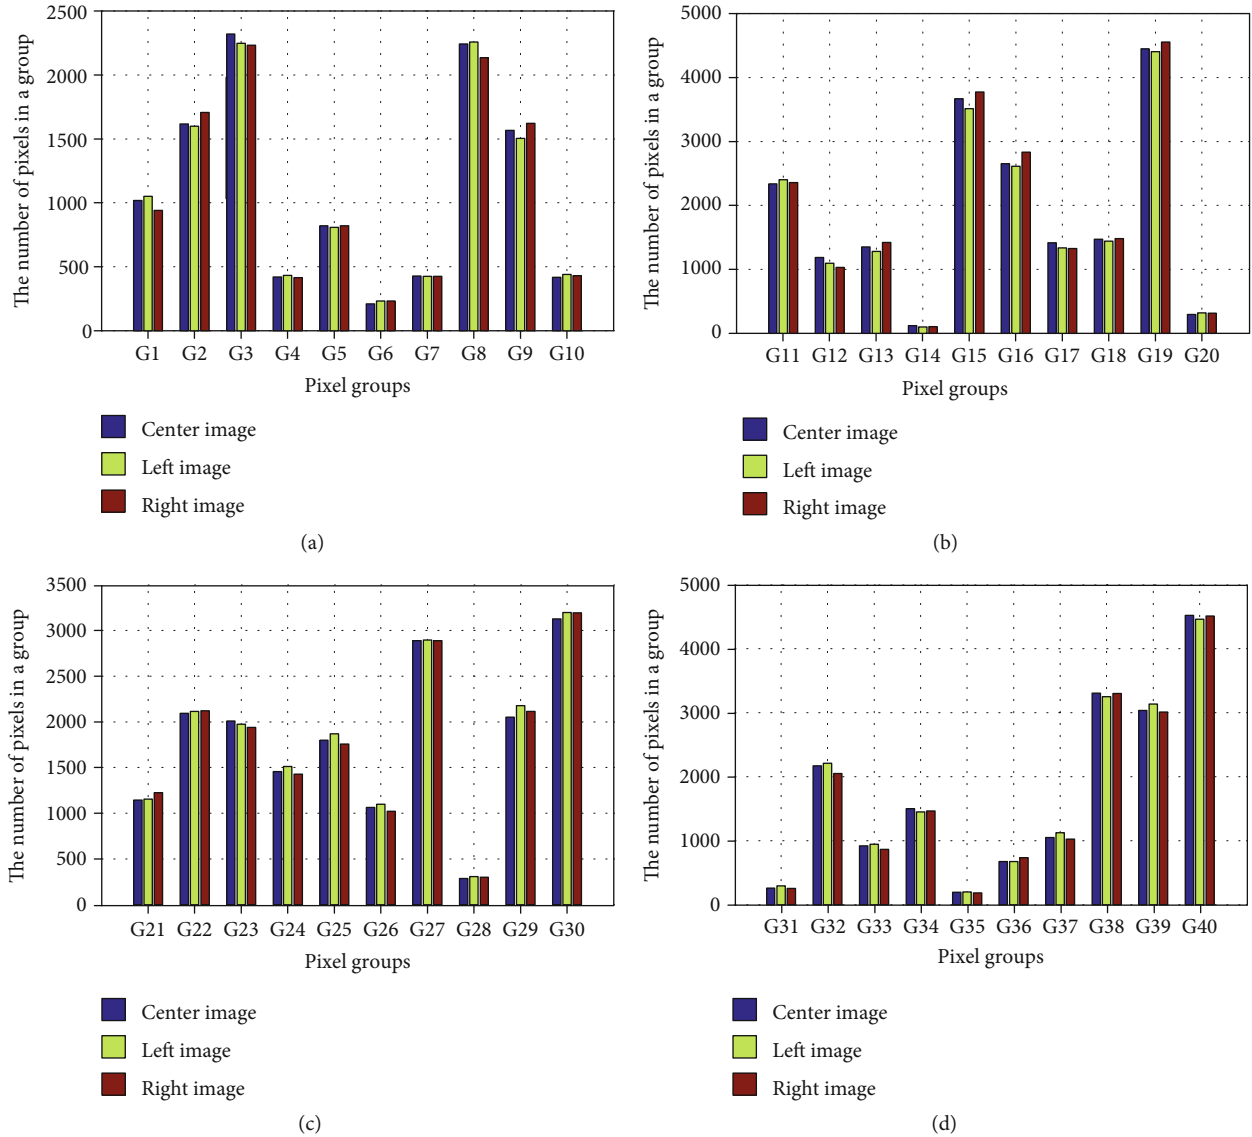 The number of pixels in a group
2500
2000
1500
1000
500
0
G1 G2 G3 G4 G5 G6 G7 G8 G9 G10
Pixel groups
Center image
Left image
Right image
(a)
The number of pixels in a group
5000
4000
3000
2000
1000
0
G11 G12 G13 G14 G15 G16 G17 G18 G19 G20
Pixel groups
Center image
Left image
Right image
(b)
The number of pixels in a group
3500
3000
2500
2000
1500
1000
500
0
G21 G22 G23 G24 G25 G26 G27 G28 G29 G30
Pixel groups
Center image
Left image
Right image
(c)
The number of pixels in a group
5000
4000
3000
2000
1000
0
G31 G32 G33 G34 G35 G36 G37 G38 G39 G40
Pixel groups
Center image
Left image
Right image
(d)